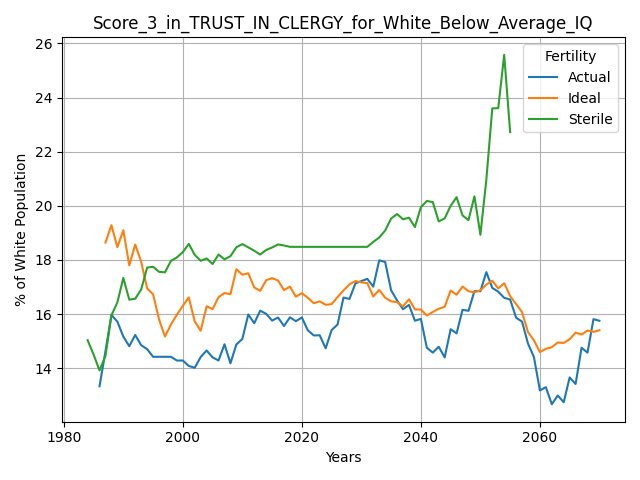 Score_3_in_TRUST_IN_CLERGY_for_White_Below_Average_IQ
26
24
22
20
18
16
14
% of White Population
Fertility
Actual
Ideal
Sterile
1980
2000
2020
2040
2060
Years